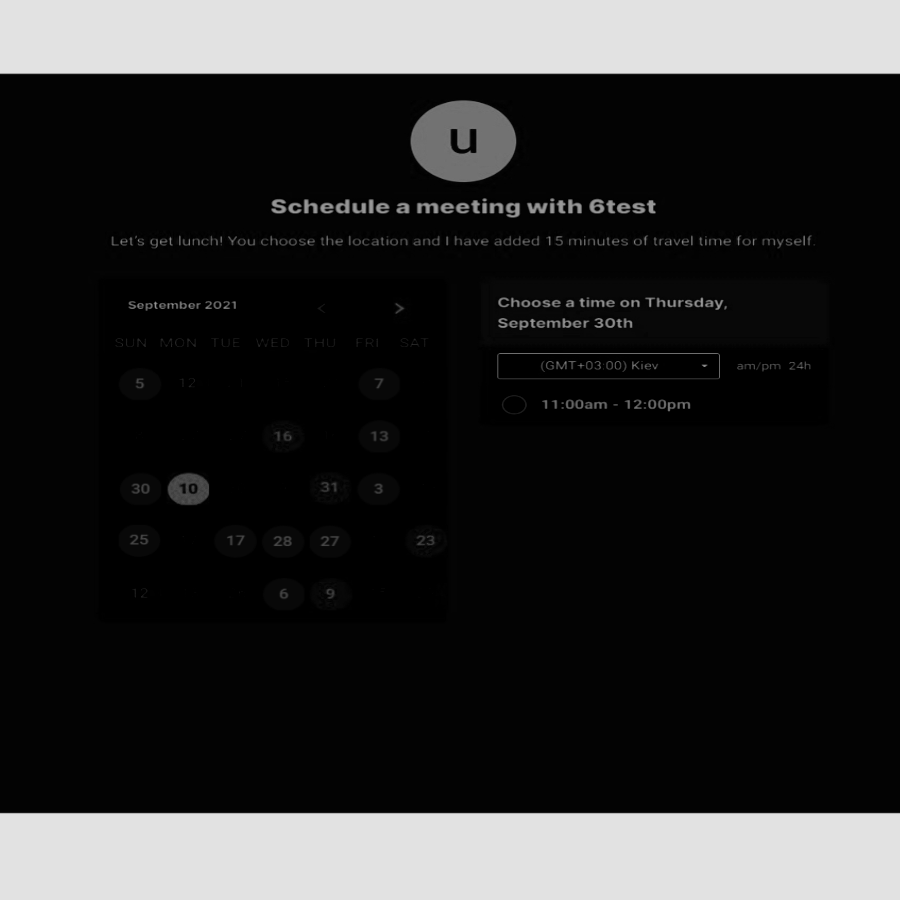 u
Schedule a meeting with 6test
Let's get lunch! You choose the location and I have added 15 minutes of travel time for myself.
September 2021 < >
SUN MON TUE WED THU FRI SAT
5 12 7
16 13
30 10 31 3
25 17 28 27 23
12 6 9
Choose a time on Thursday,
September 30th
(GMT+03:00) Kiev
am/pm 24h
11:00am - 12:00pm